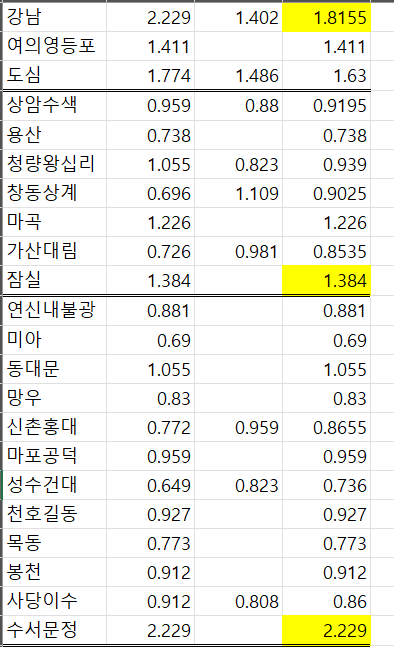 강남 2.229 1.402 1.8155
여의영등포 1.411 1.411
도심 1.774 1.486 1.63
상암수색 0.959 0.88 0.9195
용산 0.738 0.738
청량왕십리 1.055 0.823 0.939
창동상계 0.696 1.109 0.9025
마곡 1.226 1.226
가산대림 0.726 0.981 0.8535
잠실 1.384 1.384
연신내불광 0.881 0.881
미아 0.69 0.69
동대문 1.055 1.055
망우 0.83 0.83
신촌홍대 0.772 0.959 0.8655
마포공덕 0.959 0.959
성수건대 0.649 0.823 0.736
천호길동 0.927 0.927
목동 0.773 0.773
봉천 0.912 0.912
사당이수 0.912 0.808 0.86
수서문정 2.229 2.229